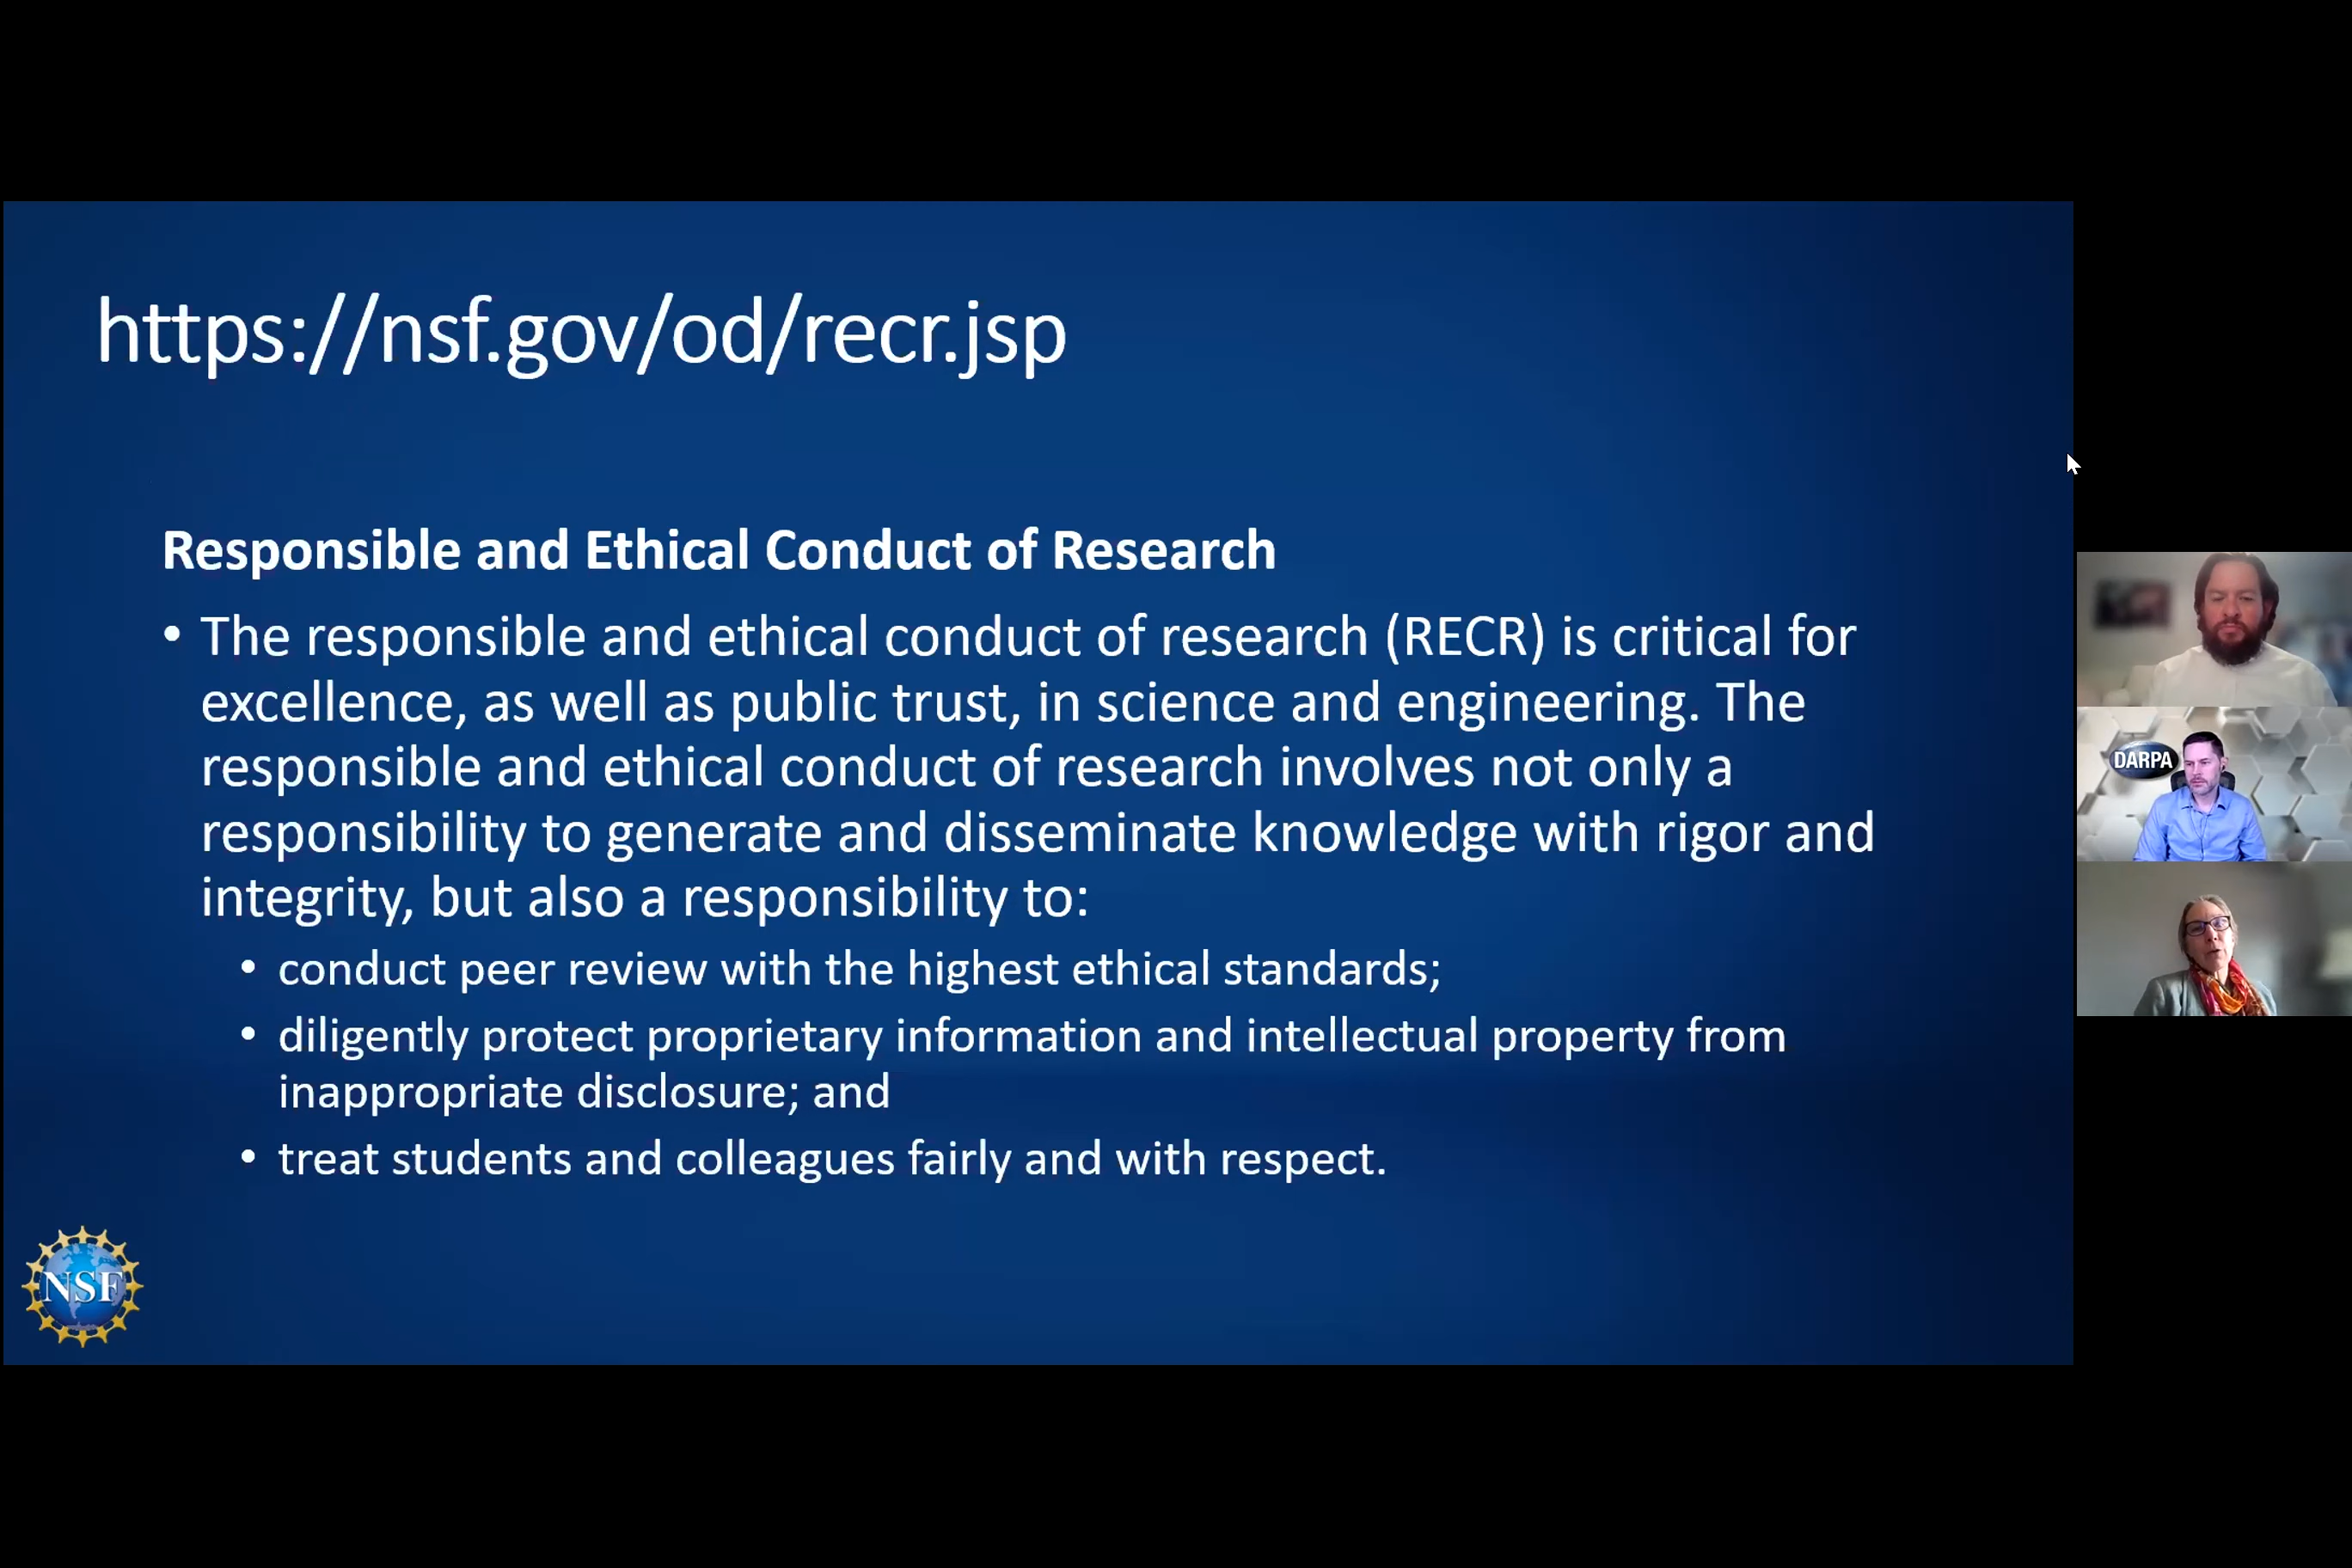 https://nsf.gov/od/recr.jsp
Responsible and Ethical Conduct of Research
• The responsible and ethical conduct of research (RECR) is critical for
excellence, as well as public trust, in science and engineering. The
responsible and ethical conduct of research involves not only a
responsibility to generate and disseminate knowledge with rigor and
integrity, but also a responsibility to:
• conduct peer review with the highest ethical standards;
• diligently protect proprietary information and intellectual property from
inappropriate disclosure; and
• treat students and colleagues fairly and with respect.
NSF
DARPA